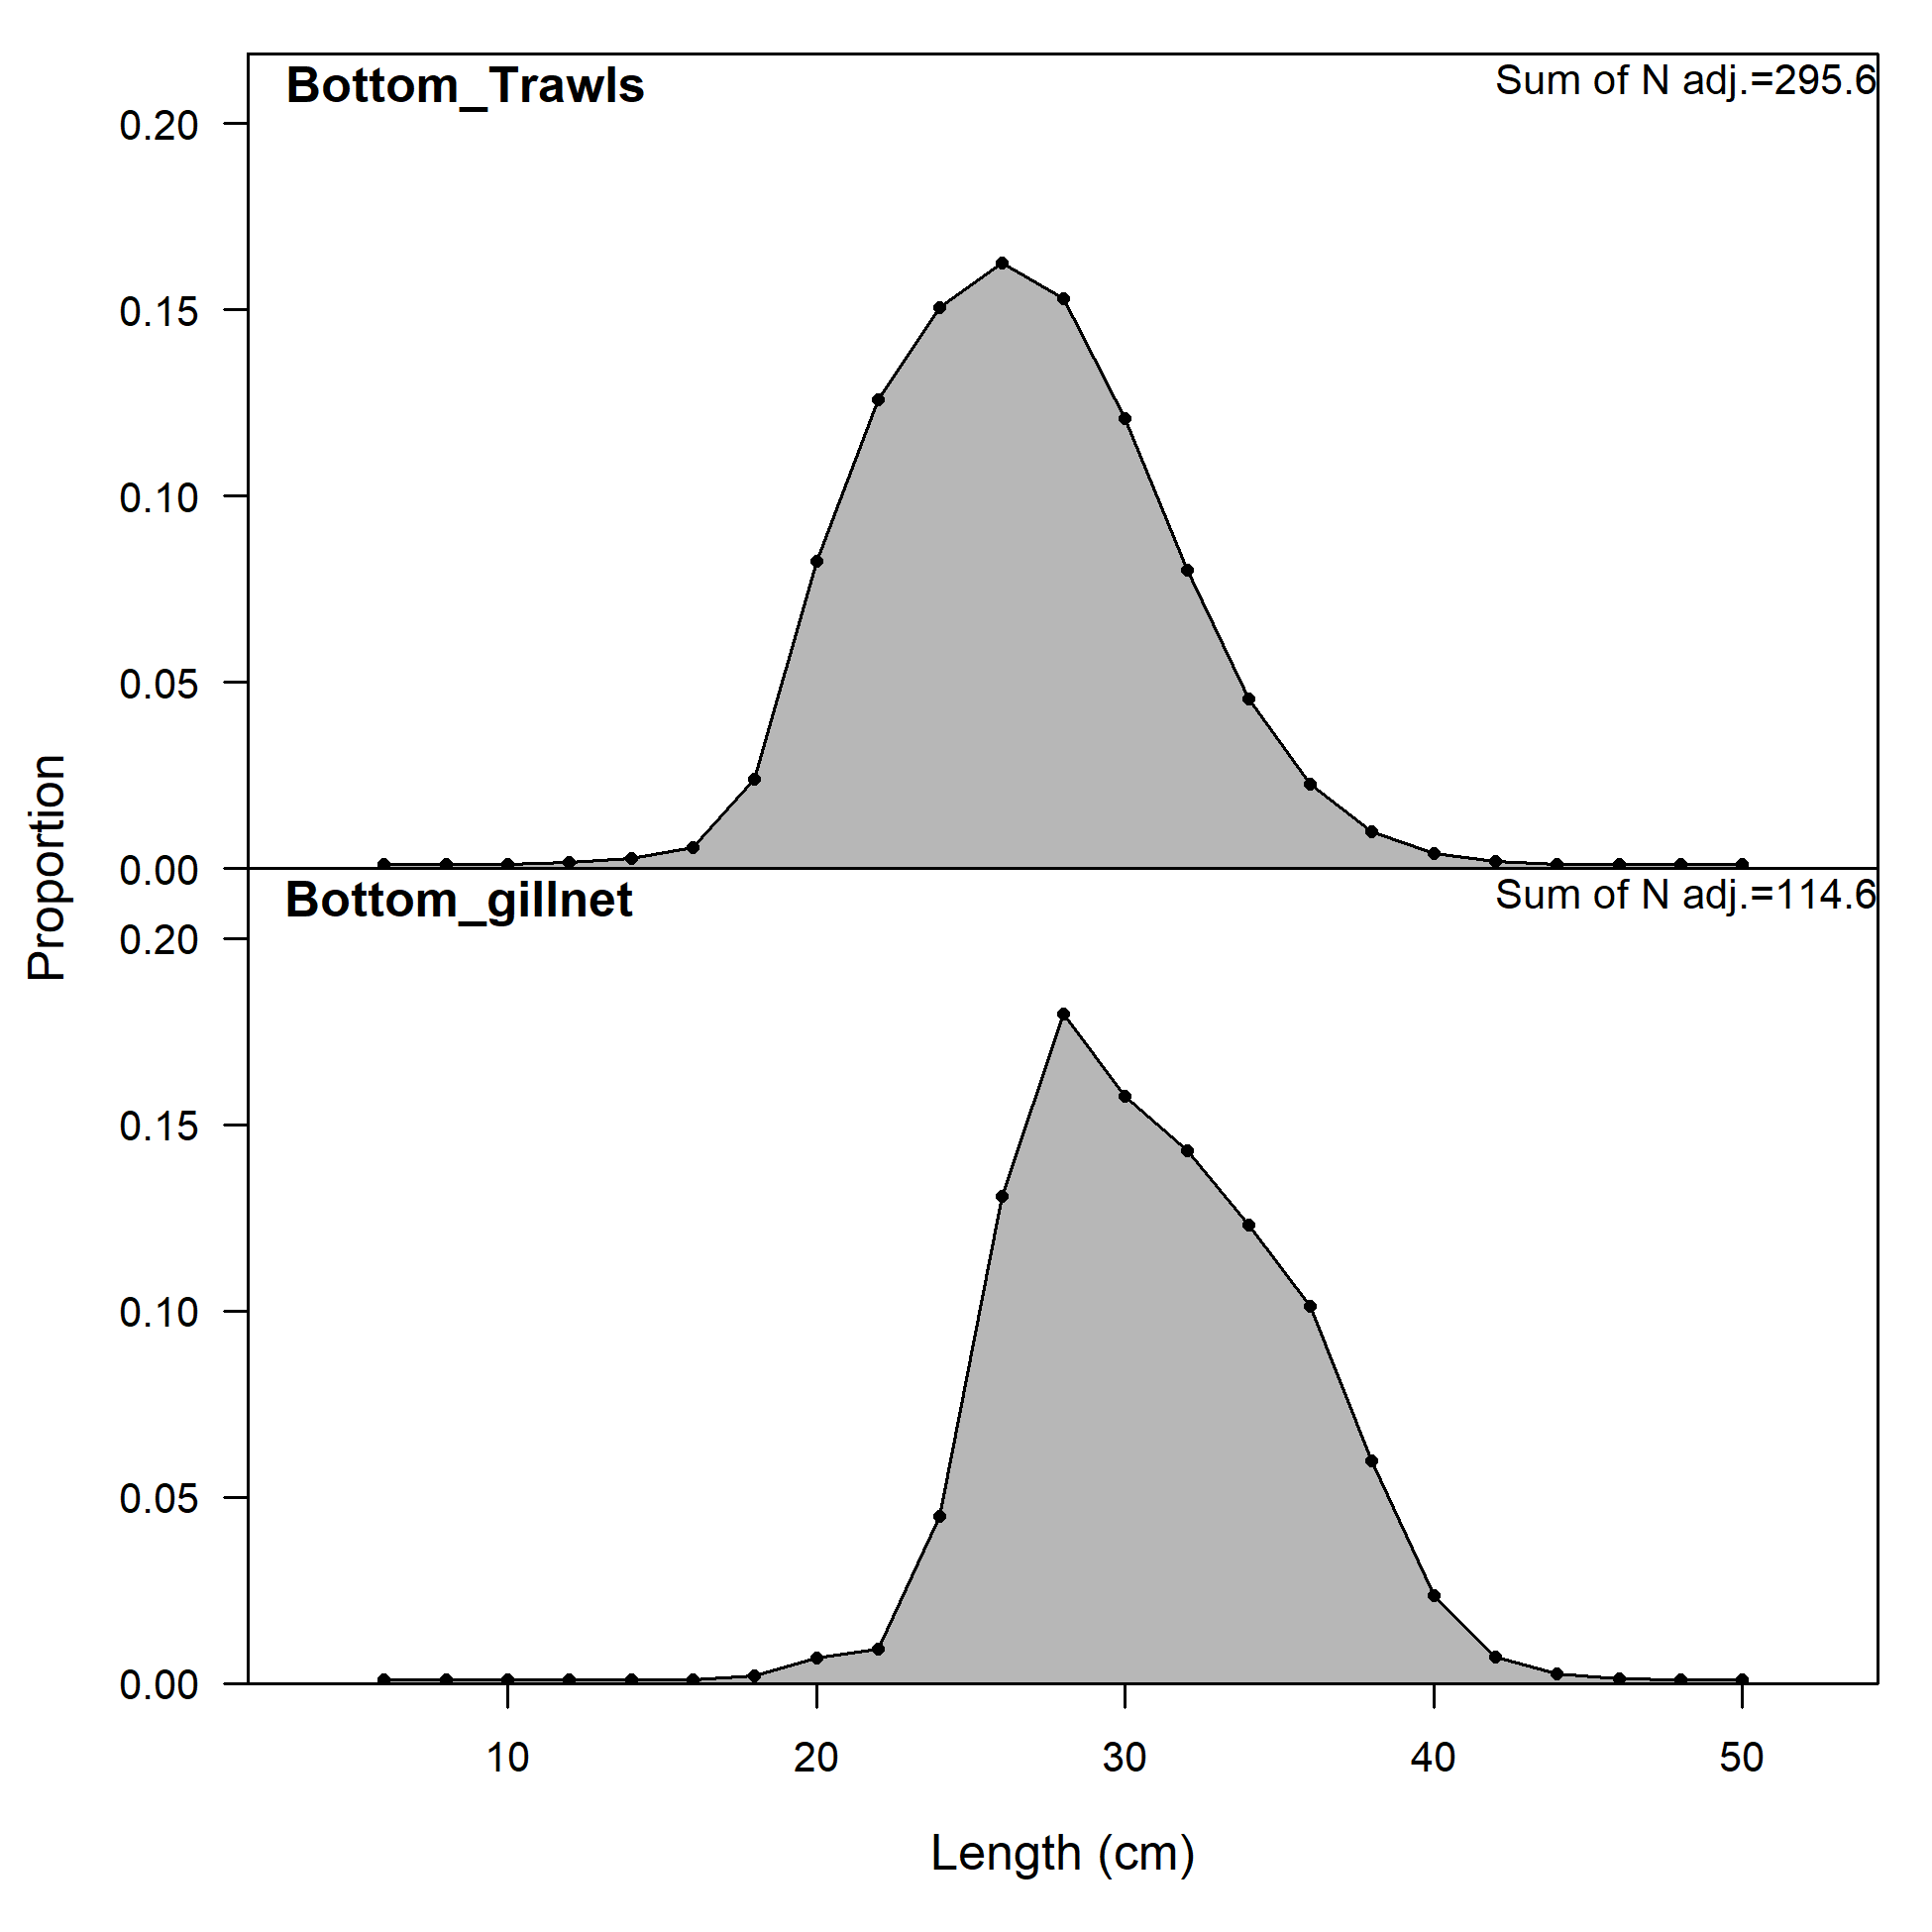 Bottom_Trawls
Sum of N adj.=295.6
0.20
0.15
0.10
0.05
0.00
Bottom_gillnet
Sum of N adj.=114.6
0.20
0.15
0.10
0.05
0.00
Proportion
10 20 30 40 50
Length (cm)